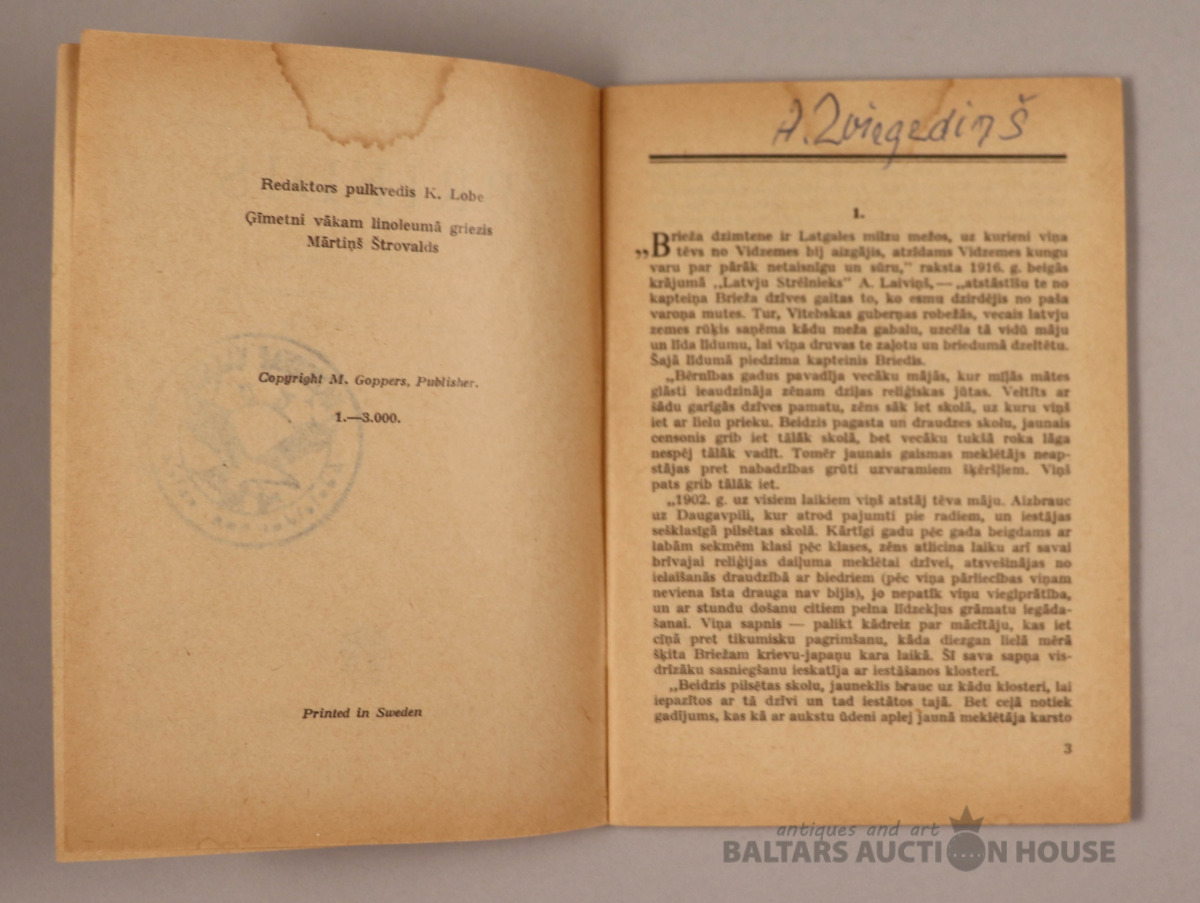 Redaktors pulkvedis K. Lobe
Ģīmetni vākam linoleumā griezis
Mārtiņš Štrovalds
Copyright M. Goppers, Publisher.
1.—3.000.
Printed in Sweden
A. Zviegediņš
1.
„Brieža dzimtene ir Latgales milzu mežos, uz kurieni viņa
tēvs no Vidzemes bij aizgājis, atzīdams Vidzemes kungu
varu par pārāk netaisnīgu un sūru,” raksta 1916. g. beigās
krājumā „Latvju Strēlnieks” A. Laiviņš, — „atstāstīšu te no
kapteiņa Brieža dzīves gaitas to, ko esmu dzirdējis no paša
varoņa mutes. Tur, Vitebskas guberņas robežās, vecais latvju
zemes rūķis saņēma kādu meža gabalu, uzcēla tā vidū māju
un līda līdumu, lai viņa druvas te zaļotu un briedumā dzeltētu.
Šajā līdumā piedzima kapteinis Briedis.
„Bērnības gadus pavadīja vecāku mājās, kur mīļās mātes
glāsti ieaudzināja zēnam dziļas reliģiskas jūtas. Veltīts ar
šādu garīgās dzīves pamatu, zēns sāk iet skolā, uz kuru viņš
iet ar lielu prieku. Beidzis pagasta un draudzes skolu, jaunais
censonis grib iet tālāk skolā, bet vecāku tukšā roka lāga
nespēj tālāk vadīt. Tomēr jaunais gaismas meklētājs neap-
stājas pret nabadzības grūti uzvaramiem šķēršļiem. Viņš
pats grib tālāk iet.
„1902. g. uz visiem laikiem viņš atstāj tēva māju. Aizbrauc
uz Daugavpili, kur atrod pajumti pie radiem, un iestājas
sešklasīgā pilsētas skolā. Kārtīgi gadu pēc gada beigdams ar
labām sekmēm klasi pēc klases, zēns atlicina laiku arī savai
brīvajai reliģijas daiļuma meklētai dzīvei, atsvešinājas no
ielaišanās draudzībā ar biedriem (pēc viņa pārliecības viņam
neviena īsta drauga nav bijis), jo nepatīk viņu vieglprātība,
un ar stundu došanu citiem pelna līdzekļus grāmatu iegāda-
šanai. Viņa sapnis — palikt kādreiz par mācītāju, kas iet
cīņā pret tikumisku pagrimšanu, kāda diezgan lielā mērā
šķita Briežam krievu-japaņu kara laikā. Šī sava sapņa vis-
drīzāku sasniegšanu ieskatīja ar iestāšanos klosterī.
„Beidzis pilsētas skolu, jauneklis brauc uz kādu klosteri, lai
iepazītos ar tā dzīvi un tad iestātos tajā. Bet ceļā notiek
gadījums, kas kā ar aukstu ūdeni aplej jaunā meklētāja karsto
3
antiques and art
BALTARS AUCTION HOUSE